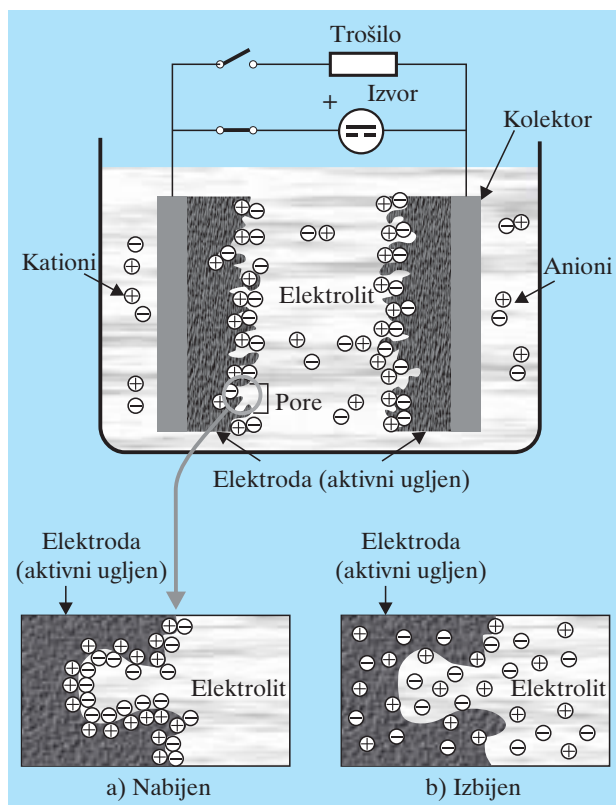 Trošilo
+
Izvor
Kolektor
Kationi
Elektrolit
Anioni
Pore
Elektroda (aktivni ugljen)
Elektroda
(aktivni ugljen)
Elektrolit
a) Nabijen
Elektroda
(aktivni ugljen)
Elektrolit
b) Izbijen